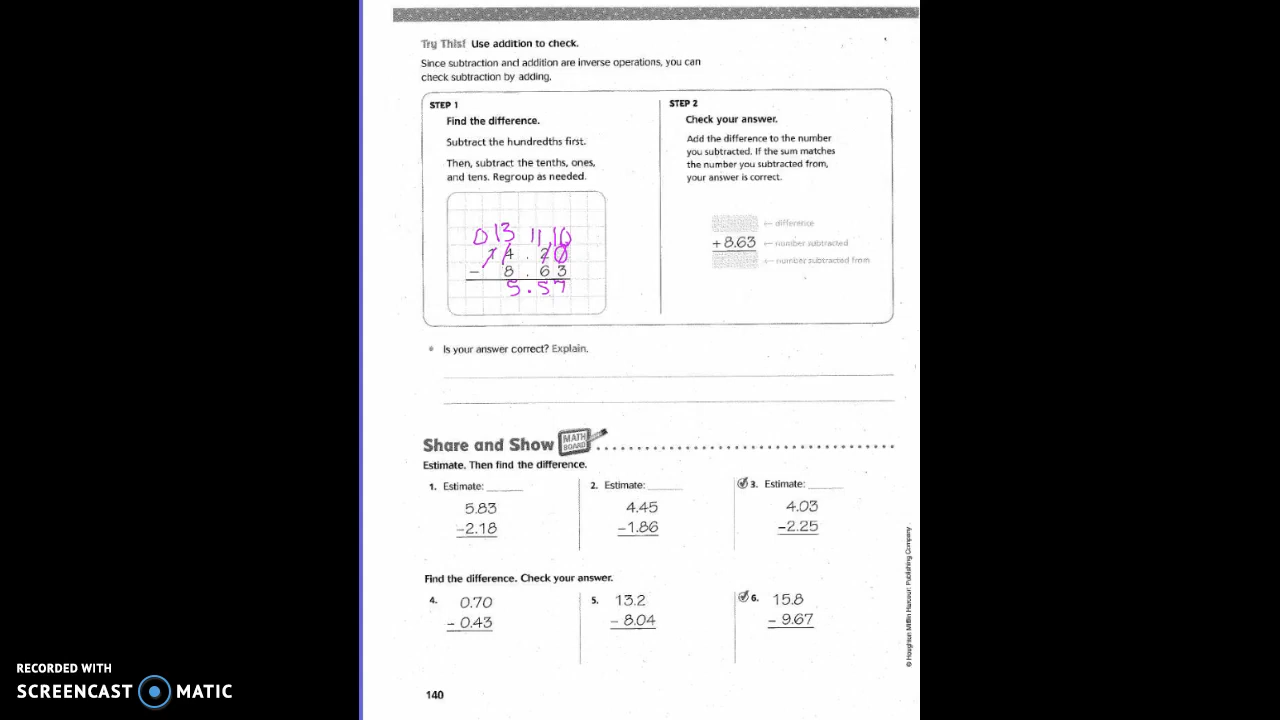 Try This! Use addition to check.
Since subtraction and addition are inverse operations, you can
check subtraction by adding.
STEP 1
Find the difference.
Subtract the hundredths first.
Then, subtract the tenths, ones,
and tens. Regroup as needed.
0 13 11 10
14.20
- 8.63
5.57
STEP 2
Check your answer.
Add the difference to the number
you subtracted. If the sum matches
the number you subtracted from,
your answer is correct.
← difference
+8.63 ← number subtracted
← number subtracted from
• Is your answer correct? Explain.
Share and Show MATH BOARD
Estimate. Then find the difference.
1. Estimate: ______
5.83
-2.18
2. Estimate: ______
4.45
-1.86
3. Estimate: ______
4.03
-2.25
Find the difference. Check your answer.
4. 0.70
- 0.43
5. 13.2
- 8.04
6. 15.8
- 9.67
© Houghton Mifflin Harcourt Publishing Company
140
RECORDED WITH
SCREENCAST MATIC